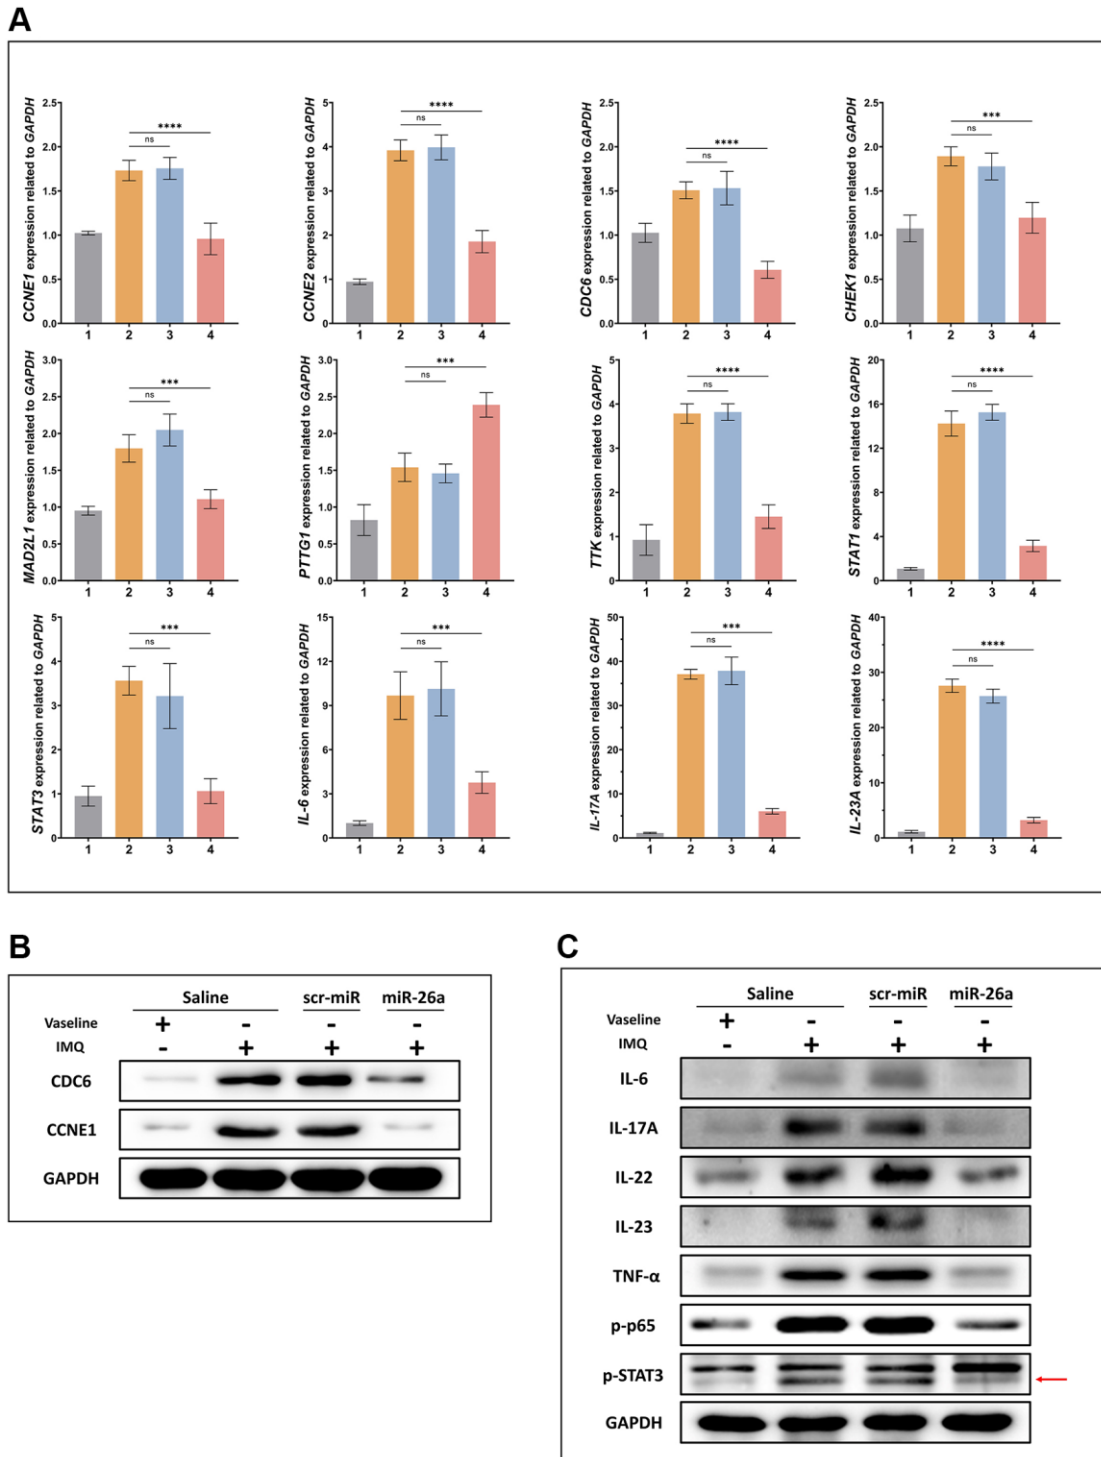 A
CCNE1 expression related to GAPDH
2.5
2.0
1.5
1.0
0.5
0.0
****
ns
1 2 3 4
CCNE2 expression related to GAPDH
5
4
3
2
1
0
****
ns
1 2 3 4
CDC6 expression related to GAPDH
2.5
2.0
1.5
1.0
0.5
0.0
****
ns
1 2 3 4
CHEK1 expression related to GAPDH
2.5
2.0
1.5
1.0
0.5
0.0
***
ns
1 2 3 4
MAD2L1 expression related to GAPDH
3.0
2.5
2.0
1.5
1.0
0.5
0.0
***
ns
1 2 3 4
PTTG1 expression related to GAPDH
3.0
2.5
2.0
1.5
1.0
0.5
0.0
***
ns
1 2 3 4
TTK expression related to GAPDH
5
4
3
2
1
0
****
ns
1 2 3 4
STAT1 expression related to GAPDH
20
16
12
8
4
0
****
ns
1 2 3 4
STAT3 expression related to GAPDH
5
4
3
2
1
0
***
ns
1 2 3 4
IL-6 expression related to GAPDH
15
12
9
6
3
0
***
ns
1 2 3 4
IL-17A expression related to GAPDH
50
40
30
20
10
0
***
ns
1 2 3 4
IL-23A expression related to GAPDH
40
30
20
10
0
****
ns
1 2 3 4
B
Saline scr-miR miR-26a
Vaseline + - - -
IMQ - + + +
CDC6
CCNE1
GAPDH
C
Saline scr-miR miR-26a
Vaseline + - - -
IMQ - + + +
IL-6
IL-17A
IL-22
IL-23
TNF-α
p-p65
p-STAT3
GAPDH